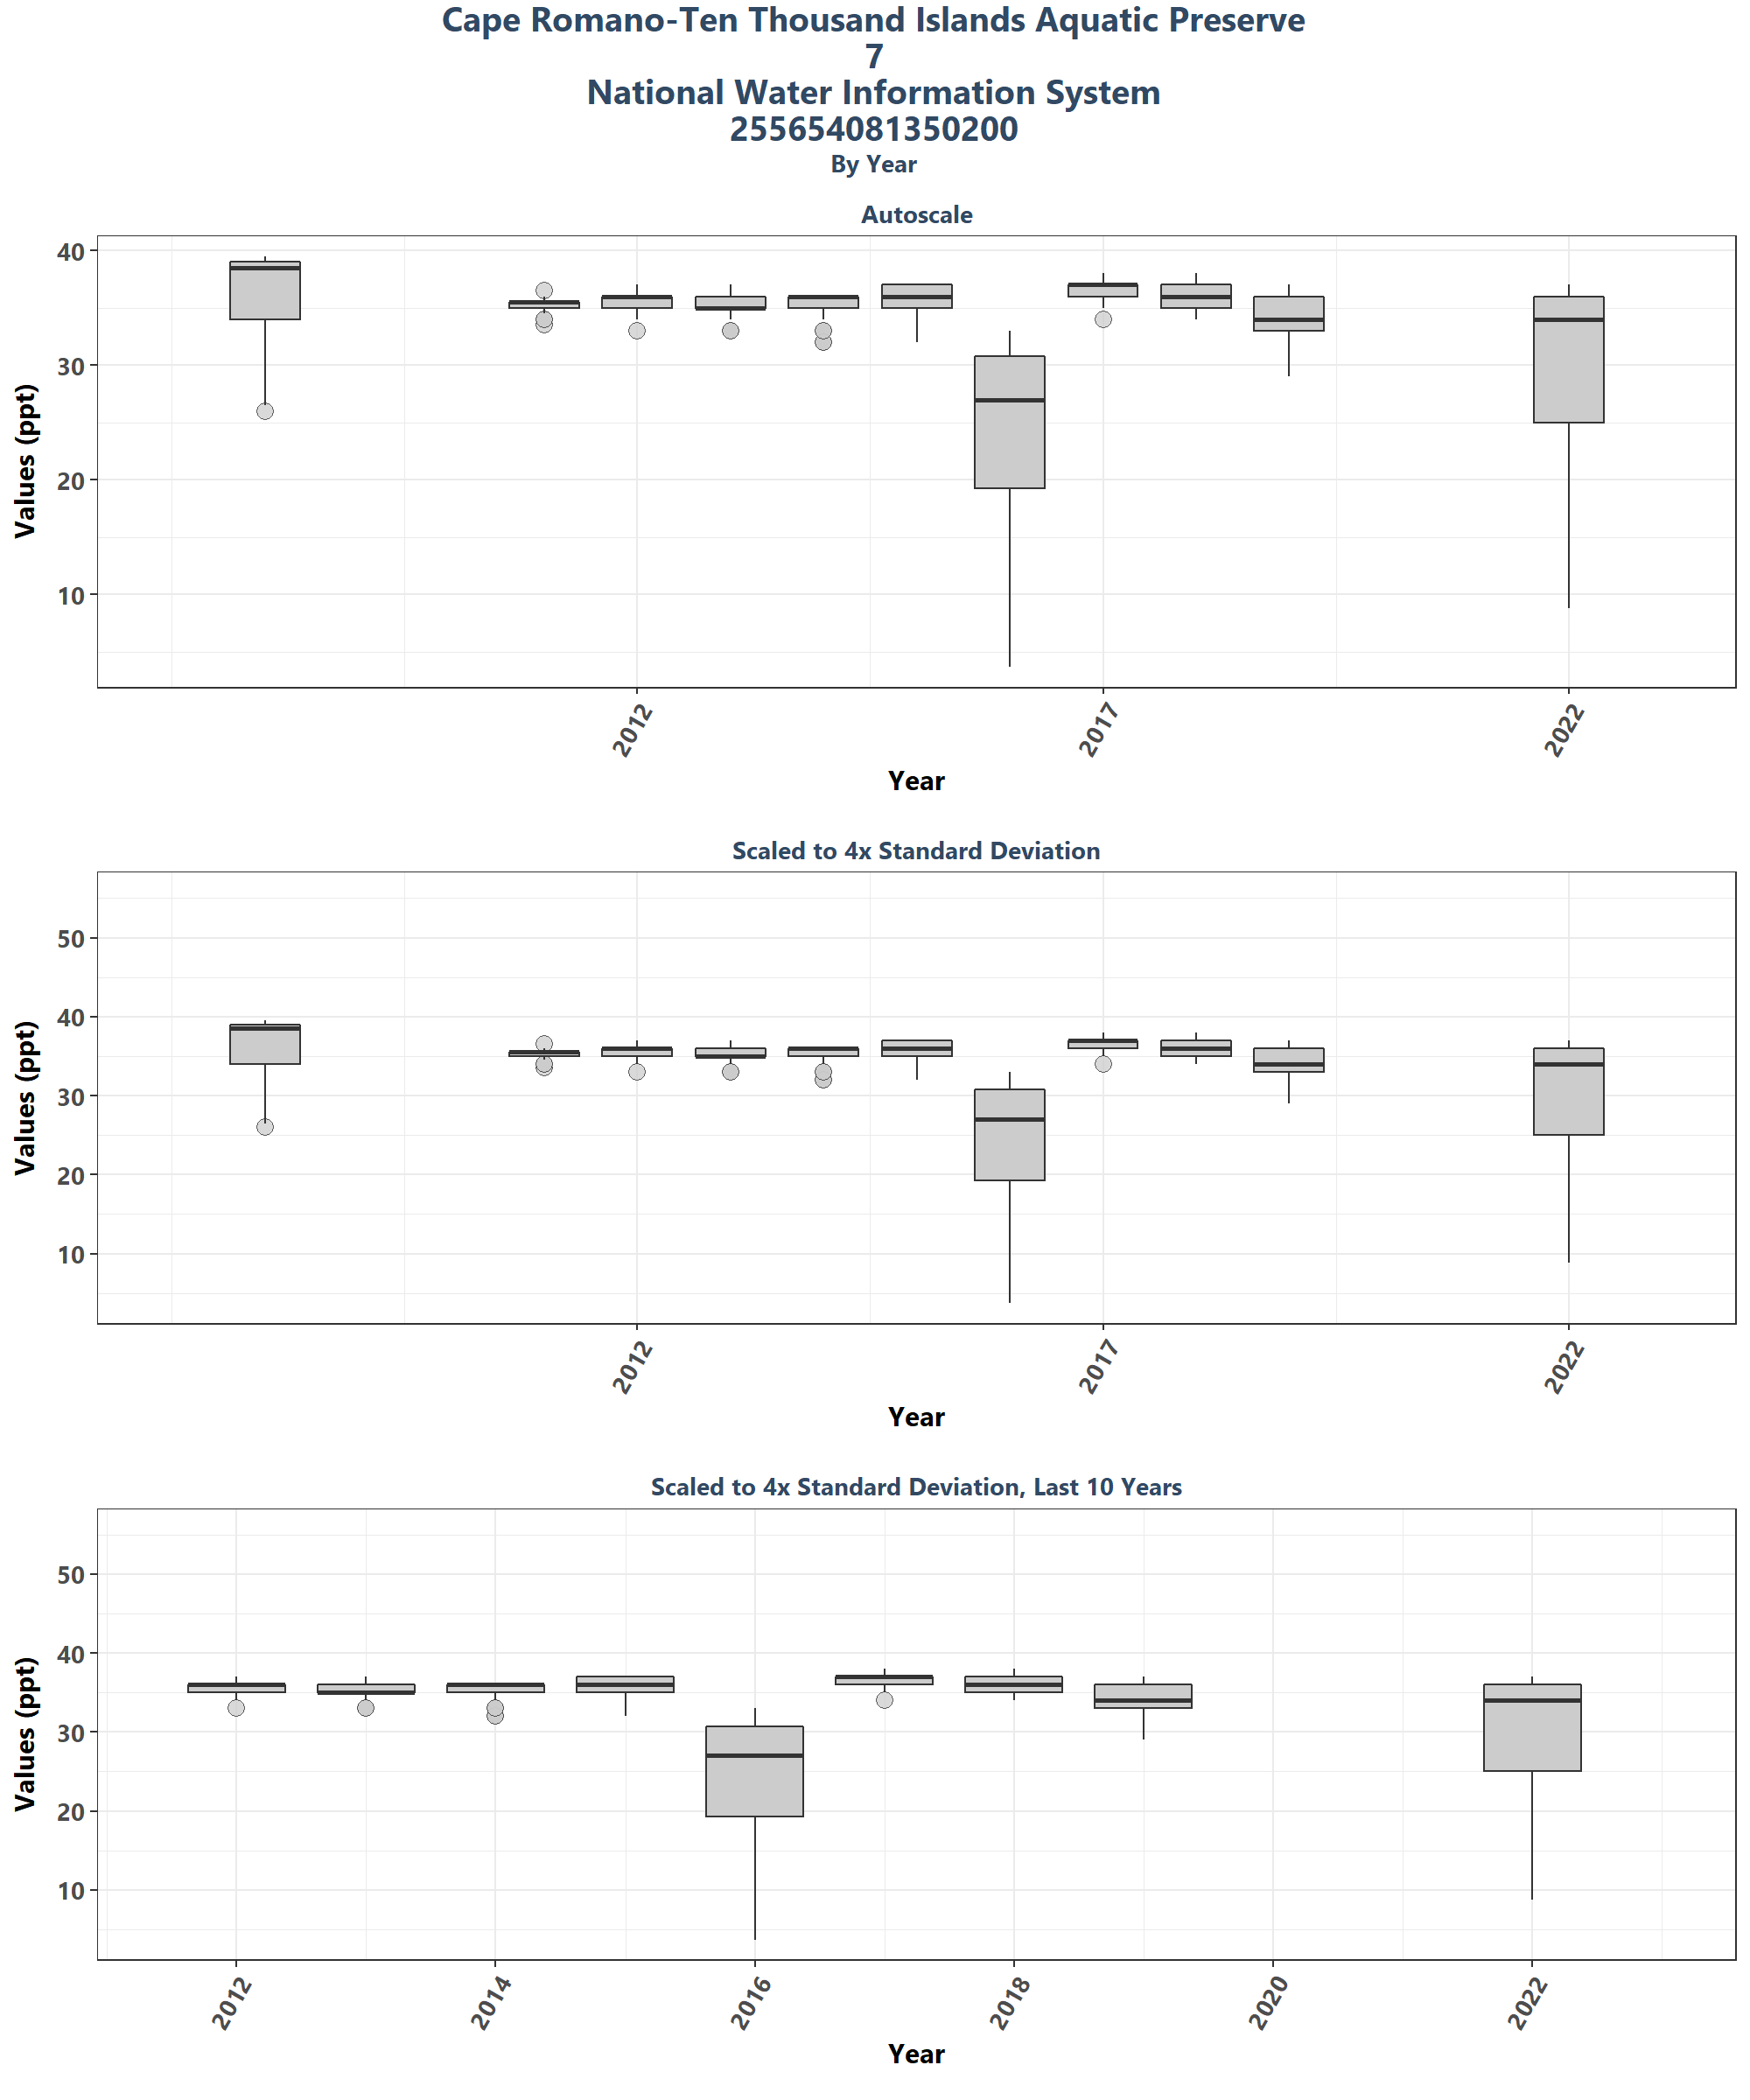 Cape Romano-Ten Thousand Islands Aquatic Preserve
7
National Water Information System
255654081350200
By Year
Autoscale
Values (ppt)
40
30
20
10
2012
2017
2022
Year
Scaled to 4x Standard Deviation
Values (ppt)
50
40
30
20
10
2012
2017
2022
Year
Scaled to 4x Standard Deviation, Last 10 Years
Values (ppt)
50
40
30
20
10
2012
2014
2016
2018
2020
2022
Year